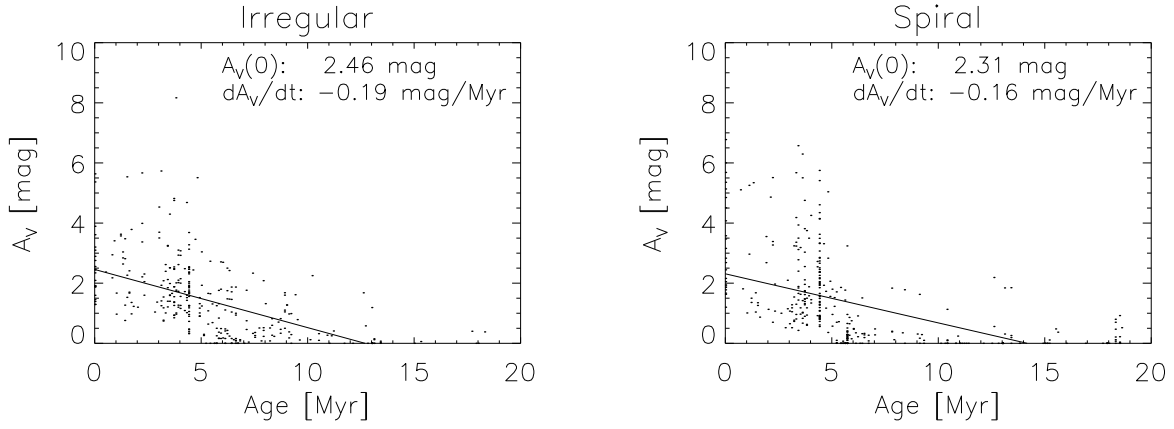 Irregular
A_V(0): 2.46 mag
dA_V/dt: −0.19 mag/Myr
10
8
6
4
2
0
A_V [mag]
0 5 10 15 20
Age [Myr]
Spiral
A_V(0): 2.31 mag
dA_V/dt: −0.16 mag/Myr
10
8
6
4
2
0
A_V [mag]
0 5 10 15 20
Age [Myr]